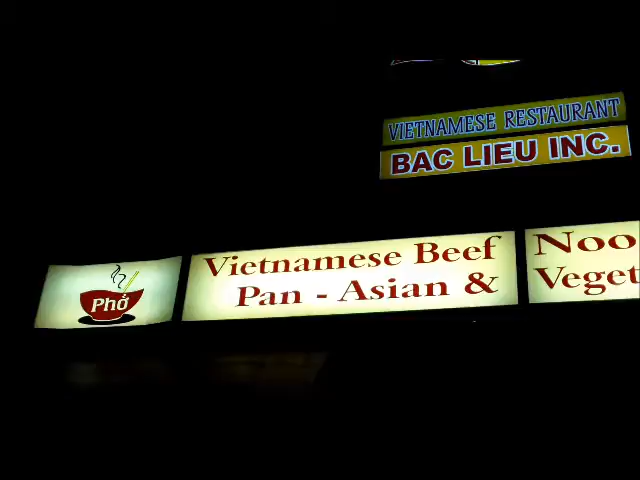 VIETNAMESE RESTAURANT
BAC LIEU INC.
Phở
Vietnamese Beef
Pan - Asian &
Noo
Veget